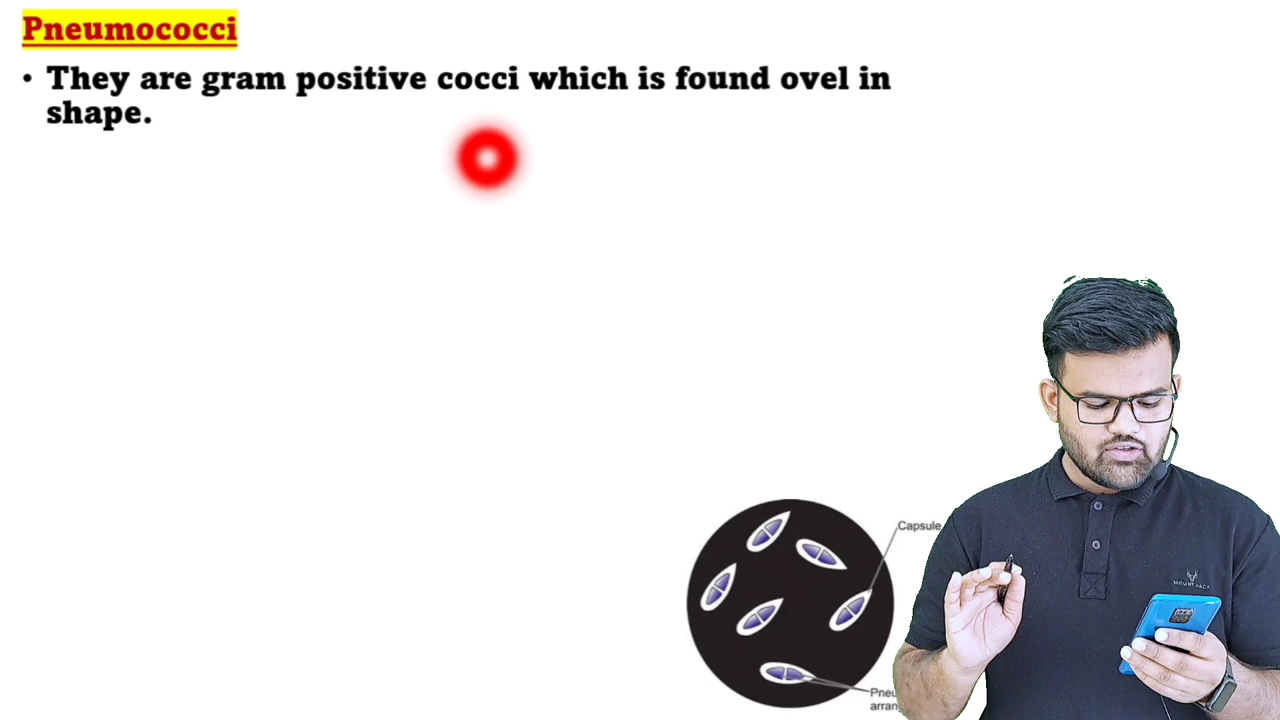 Pneumococci
• They are gram positive cocci which is found ovel in
shape.
Capsule